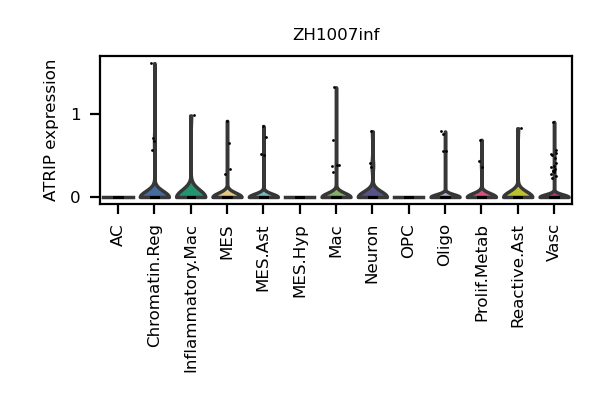 ZH1007inf
ATRIP expression
1
0
AC
Chromatin.Reg
Inflammatory.Mac
MES
MES.Ast
MES.Hyp
Mac
Neuron
OPC
Oligo
Prolif.Metab
Reactive.Ast
Vasc